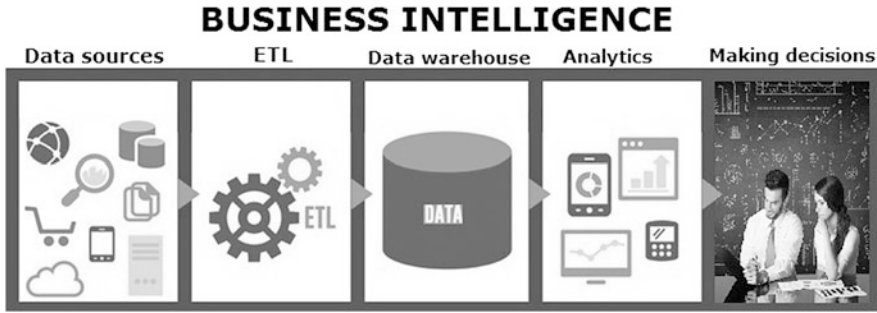 BUSINESS INTELLIGENCE
Data sources
ETL
Data warehouse
Analytics
Making decisions
ETL
DATA